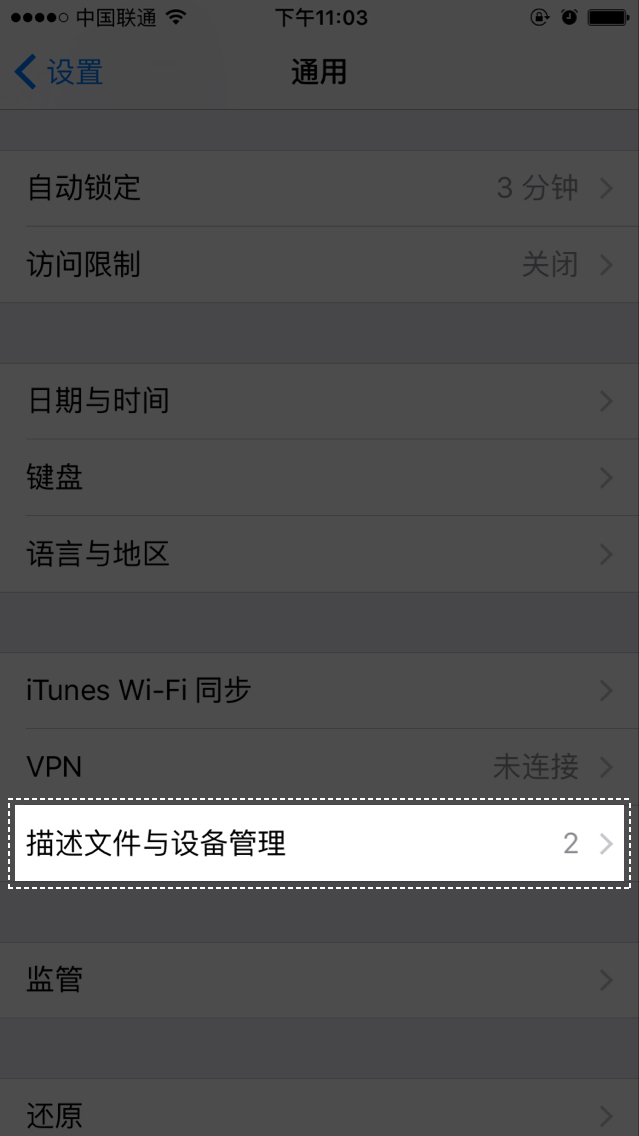 中国联通 下午11:03
设置 通用
自动锁定 3 分钟
访问限制 关闭
日期与时间
键盘
语言与地区
iTunes Wi-Fi 同步
VPN 未连接
描述文件与设备管理 2
监管
还原